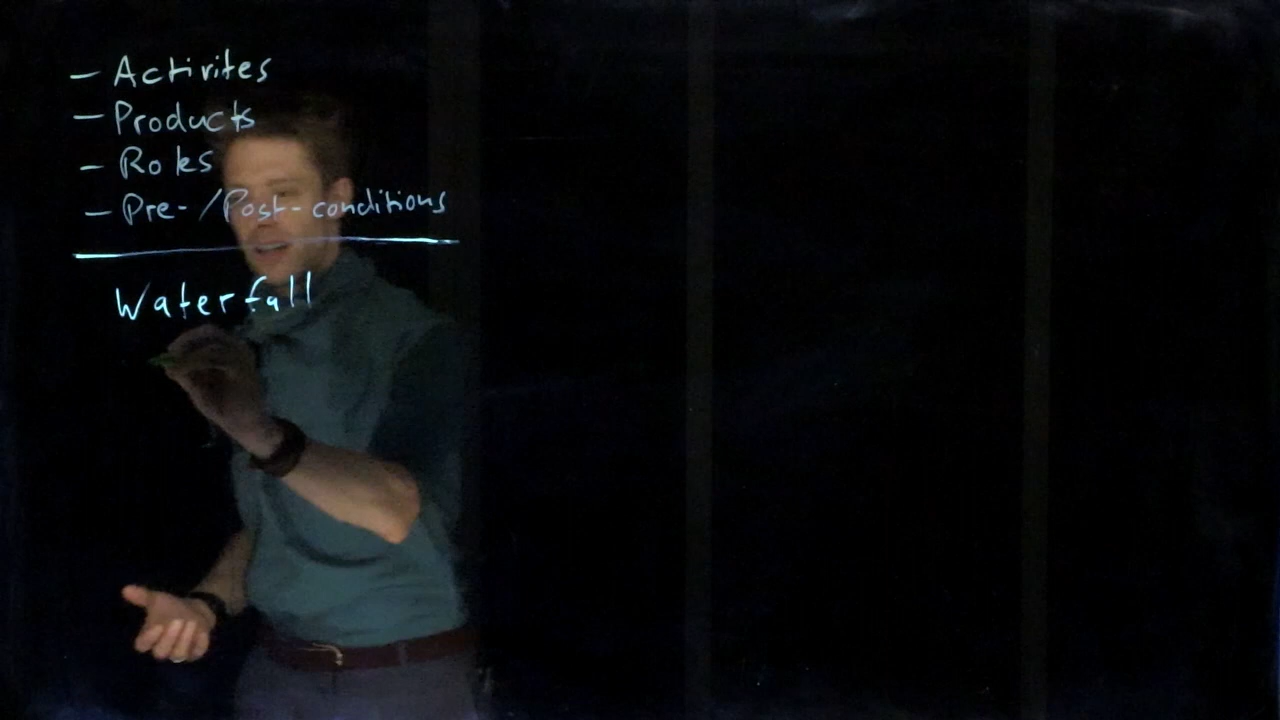 - Activites
- Products
- Roles
- Pre-/Post-conditions
Waterfall